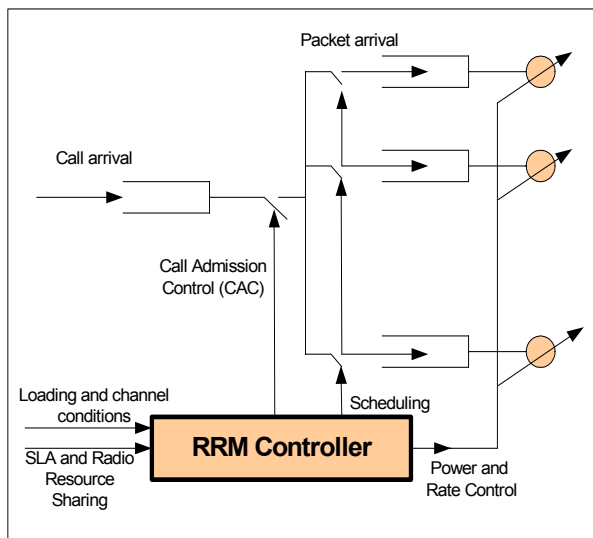 Packet arrival
Call arrival
Call Admission
Control (CAC)
Loading and channel
conditions
Scheduling
RRM Controller
SLA and Radio
Resource
Sharing
Power and
Rate Control